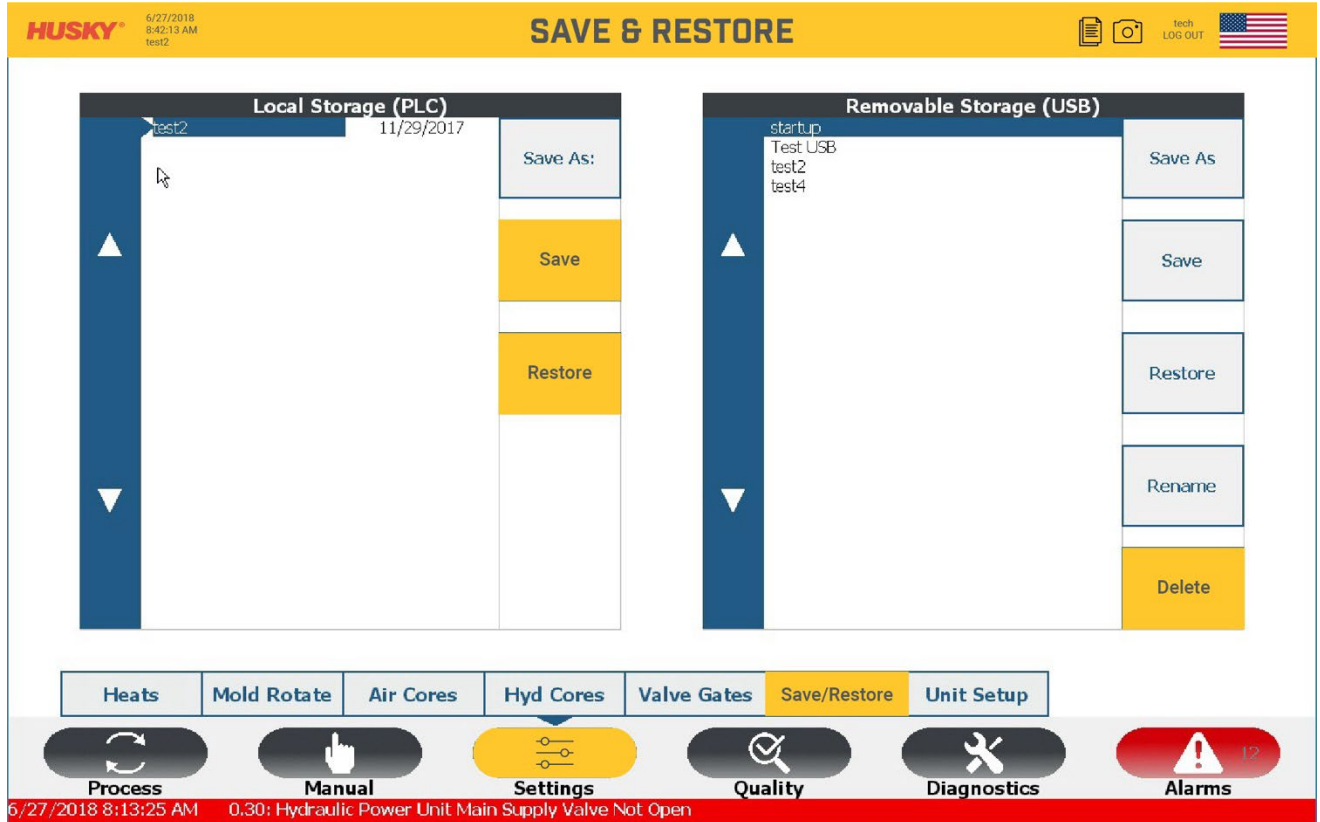 HUSKY®
6/27/2018
8:42:13 AM
test2
SAVE & RESTORE
tech
LOG OUT
Local Storage (PLC)
test2 11/29/2017
Save As:
Save
Restore
Removable Storage (USB)
startup
Test USB
test2
test4
Save As
Save
Restore
Rename
Delete
Heats Mold Rotate Air Cores Hyd Cores Valve Gates Save/Restore Unit Setup
12
Process Manual Settings Quality Diagnostics Alarms
6/27/2018 8:13:25 AM 0.30: Hydraulic Power Unit Main Supply Valve Not Open